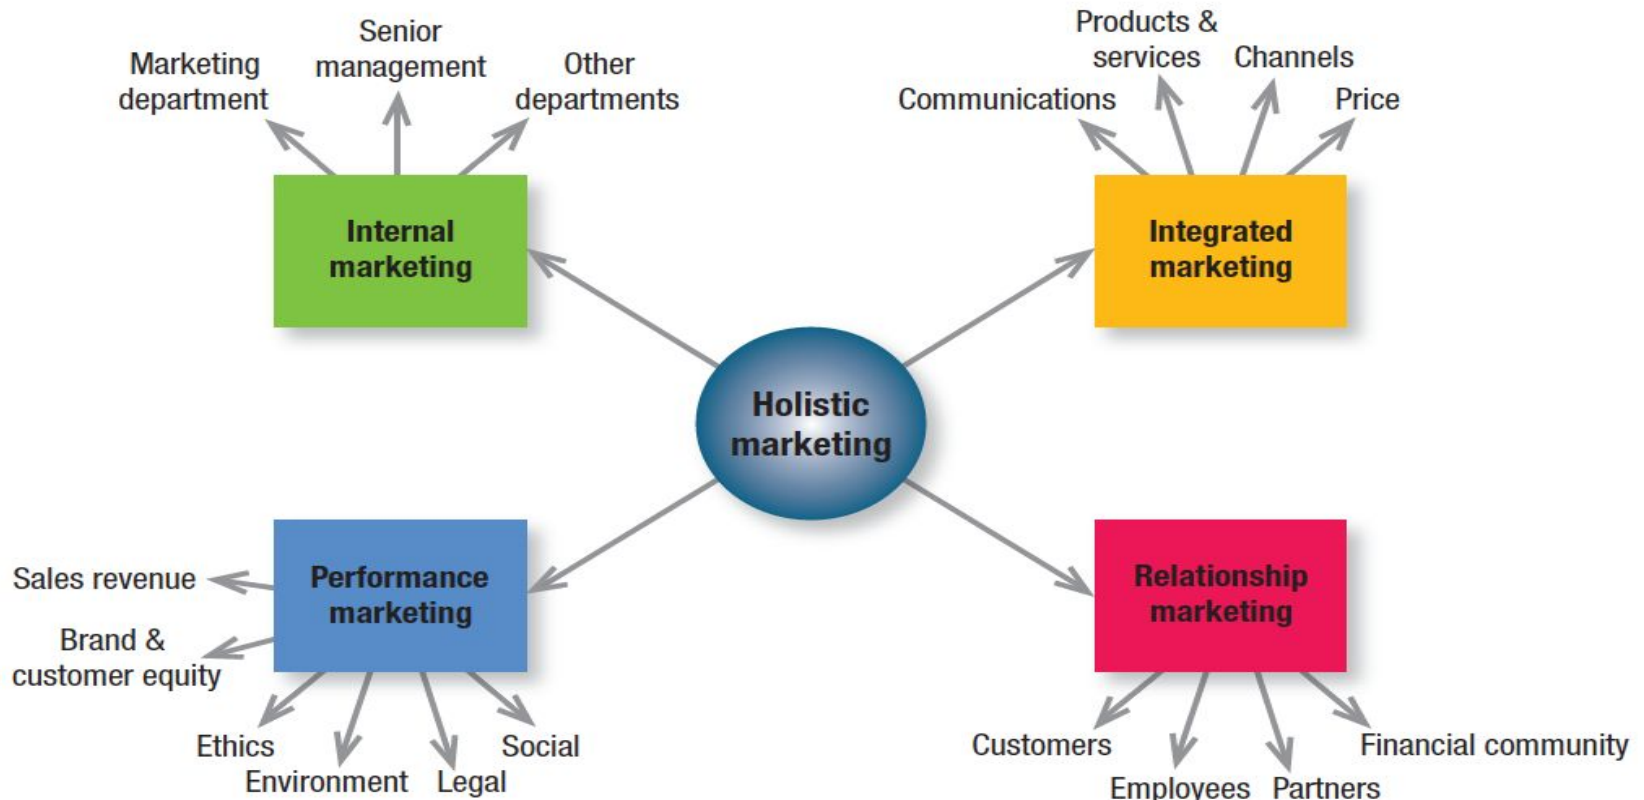 Senior
management
Marketing
department
Other
departments
Internal
marketing
Products &
services
Channels
Communications
Price
Integrated
marketing
Holistic
marketing
Performance
marketing
Sales revenue
Brand &
customer equity
Ethics
Environment
Legal
Social
Relationship
marketing
Customers
Employees
Partners
Financial community